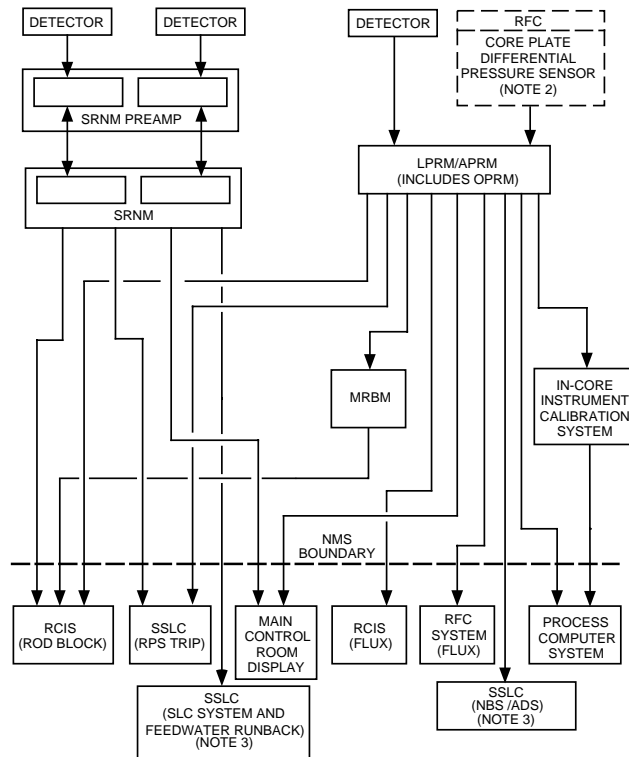 DETECTOR
DETECTOR
DETECTOR
RFC
CORE PLATE
DIFFERENTIAL
PRESSURE SENSOR
(NOTE 2)
SRNM PREAMP
LPRM/APRM
(INCLUDES OPRM)
SRNM
MRBM
IN-CORE
INSTRUMENT
CALIBRATION
SYSTEM
NMS
BOUNDARY
RCIS
(ROD BLOCK)
SSLC
(RPS TRIP)
MAIN
CONTROL
ROOM
DISPLAY
RCIS
(FLUX)
RFC
SYSTEM
(FLUX)
PROCESS
COMPUTER
SYSTEM
SSLC
(SLC SYSTEM AND
FEEDWATER RUNBACK)
(NOTE 3)
SSLC
(NBS /ADS)
(NOTE 3)